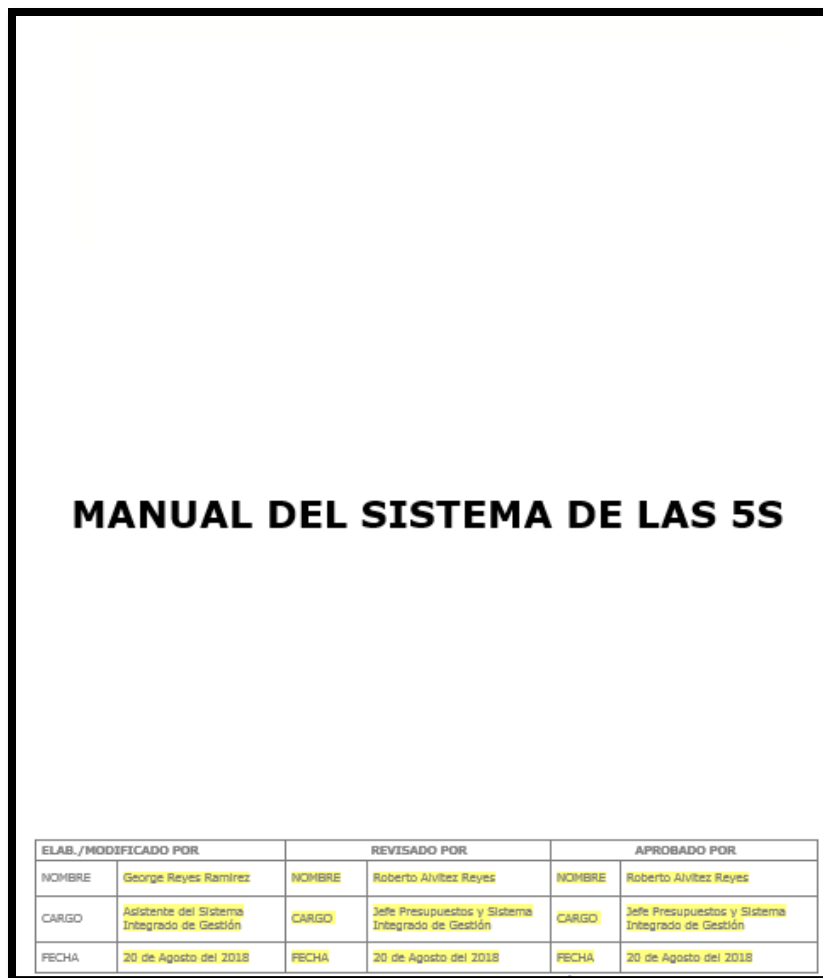 MANUAL DEL SISTEMA DE LAS 5S
ELAB./MODIFICADO POR REVISADO POR APROBADO POR
NOMBRE George Reyes Ramirez NOMBRE Roberto Alvitez Reyes NOMBRE Roberto Alvitez Reyes
CARGO Asistente del Sistema Integrado de Gestión CARGO Jefe Presupuestos y Sistema Integrado de Gestión CARGO Jefe Presupuestos y Sistema Integrado de Gestión
FECHA 20 de Agosto del 2018 FECHA 20 de Agosto del 2018 FECHA 20 de Agosto del 2018